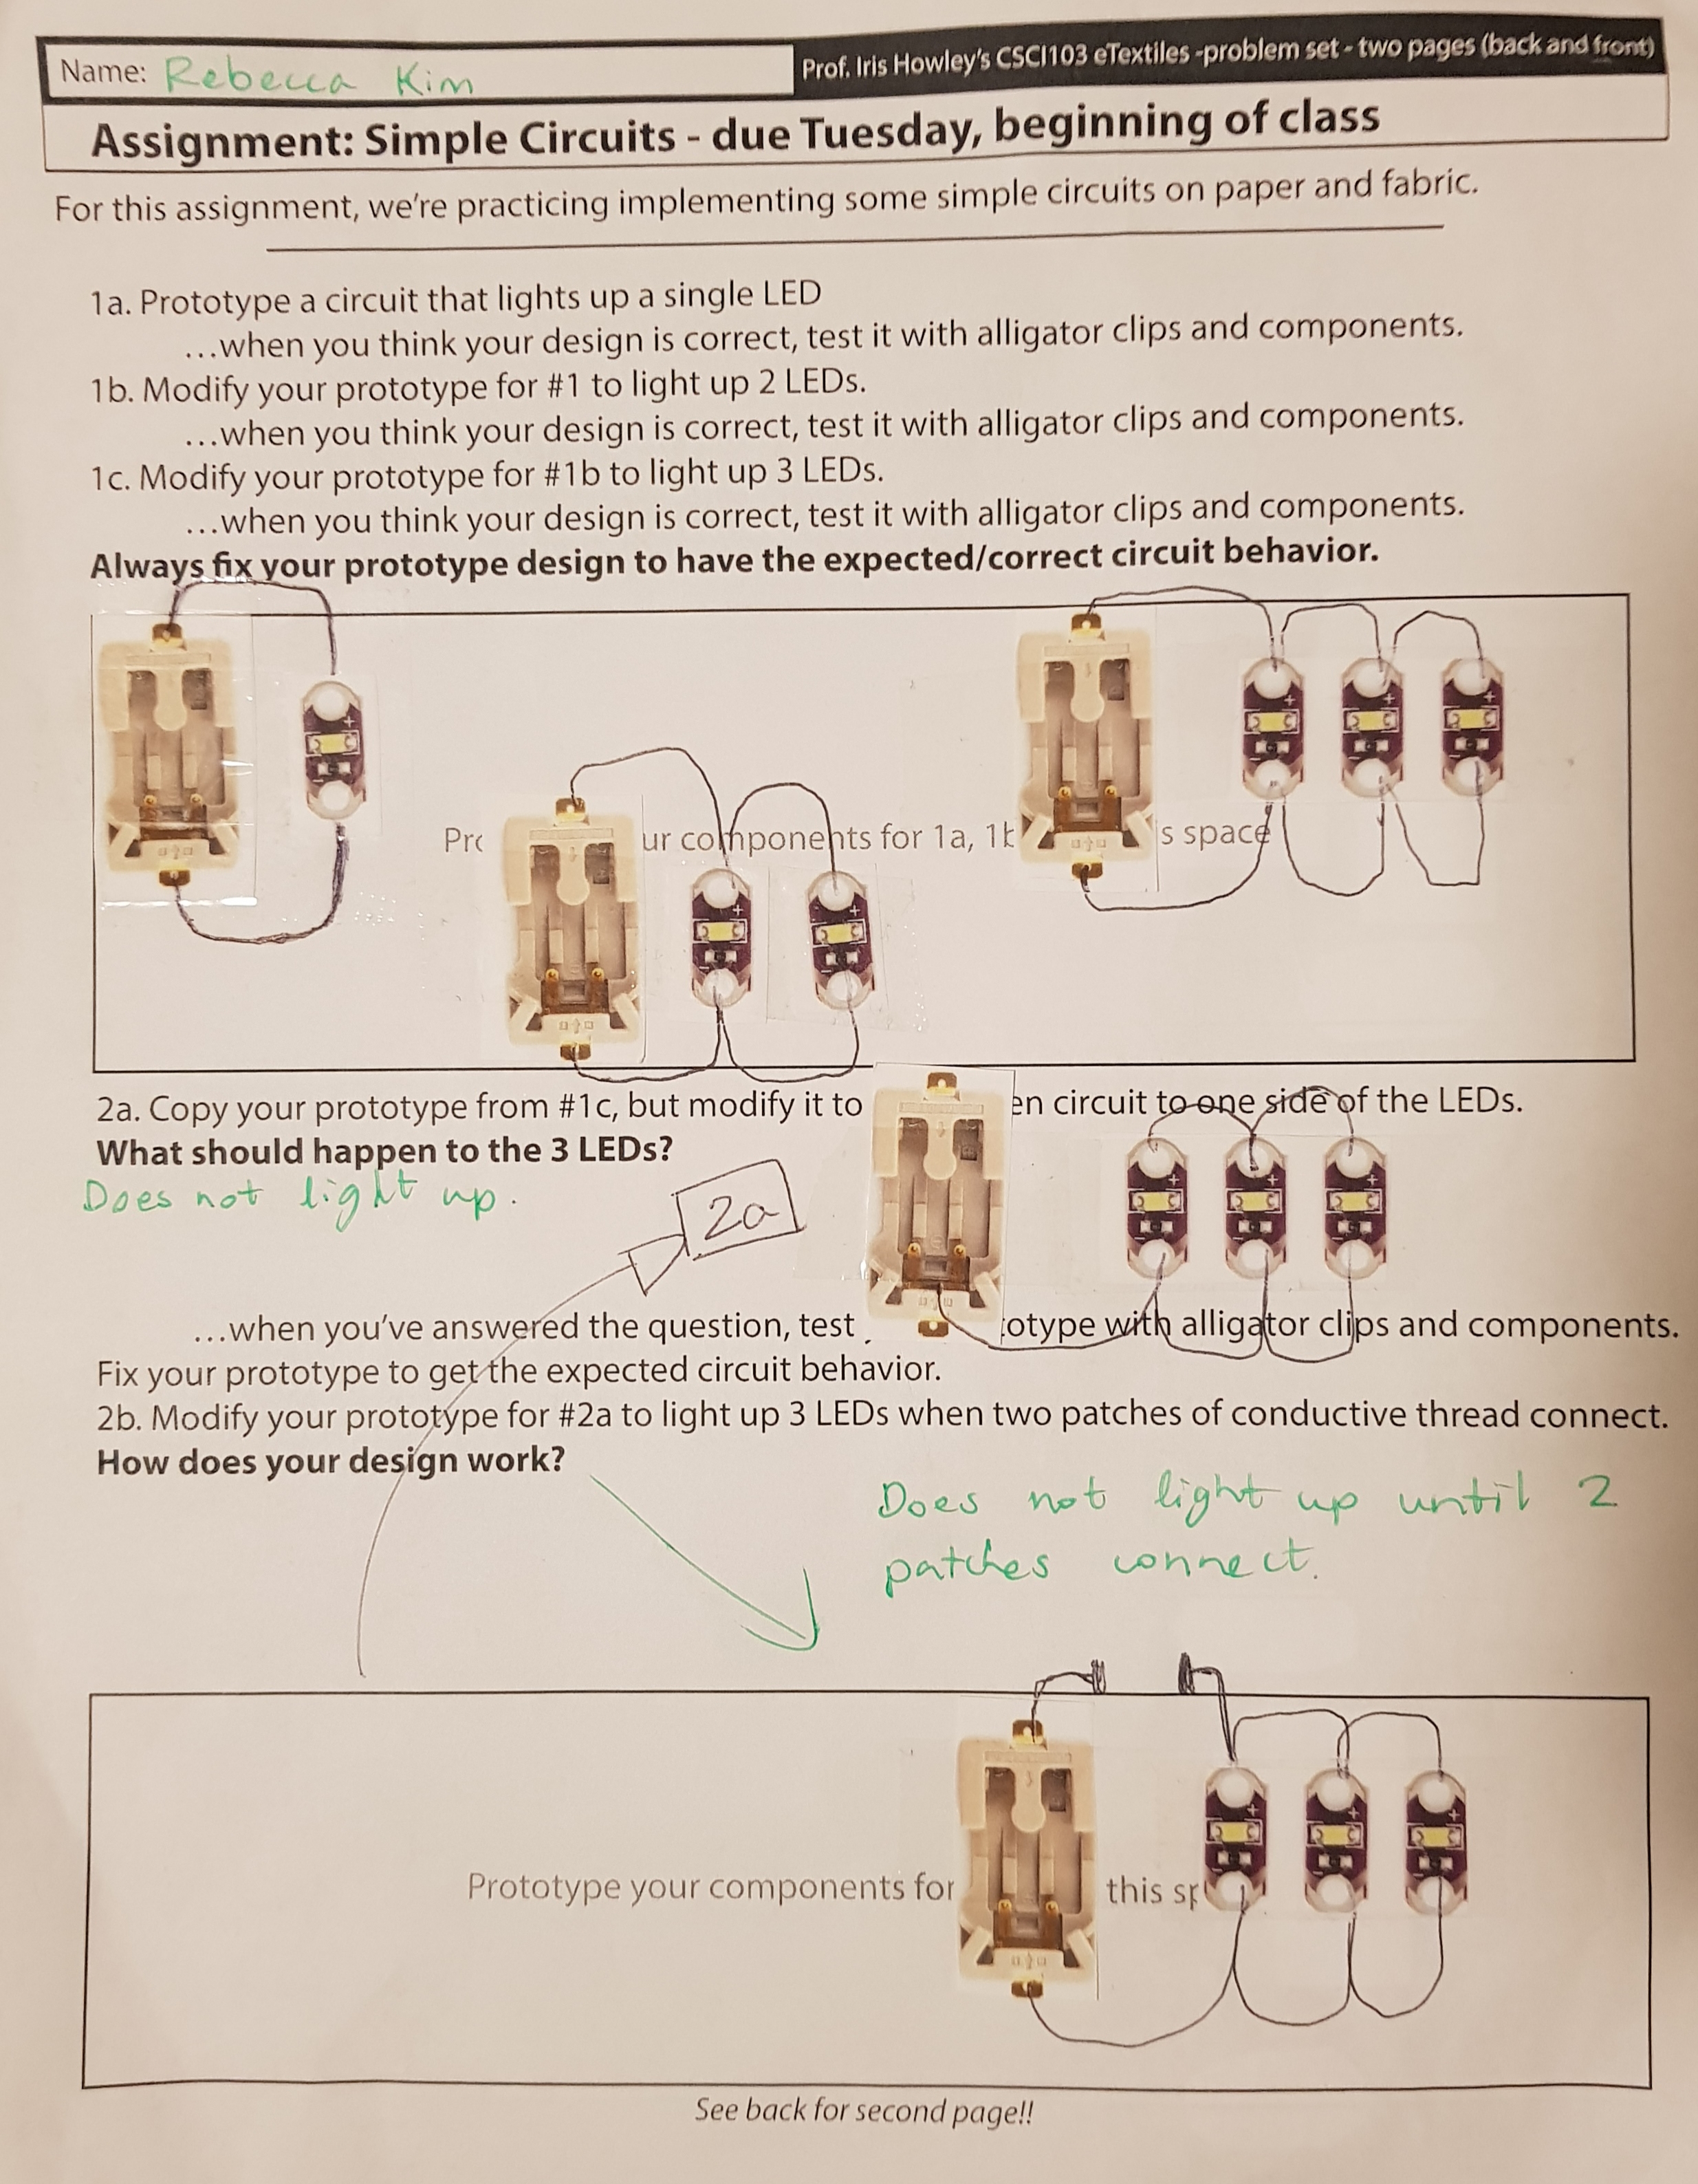 Name: Rebecca Kim
Prof. Iris Howley's CSCI103 eTextiles -problem set - two pages (back and front)
Assignment: Simple Circuits - due Tuesday, beginning of class
For this assignment, we're practicing implementing some simple circuits on paper and fabric.
1a. Prototype a circuit that lights up a single LED
...when you think your design is correct, test it with alligator clips and components.
1b. Modify your prototype for #1 to light up 2 LEDs.
...when you think your design is correct, test it with alligator clips and components.
1c. Modify your prototype for #1b to light up 3 LEDs.
...when you think your design is correct, test it with alligator clips and components.
Always fix your prototype design to have the expected/correct circuit behavior.
ur components for 1a, s space
2a. Copy your prototype from #1c, but modify it to en circuit to one side of the LEDs.
What should happen to the 3 LEDs?
Does not light up.
2a
...when you've answered the question, test otype with alligator clips and components.
Fix your prototype to get the expected circuit behavior.
2b. Modify your prototype for #2a to light up 3 LEDs when two patches of conductive thread connect.
How does your design work?
Does not light up until 2
patches connect.
Prototype your components for this sp
See back for second page!!